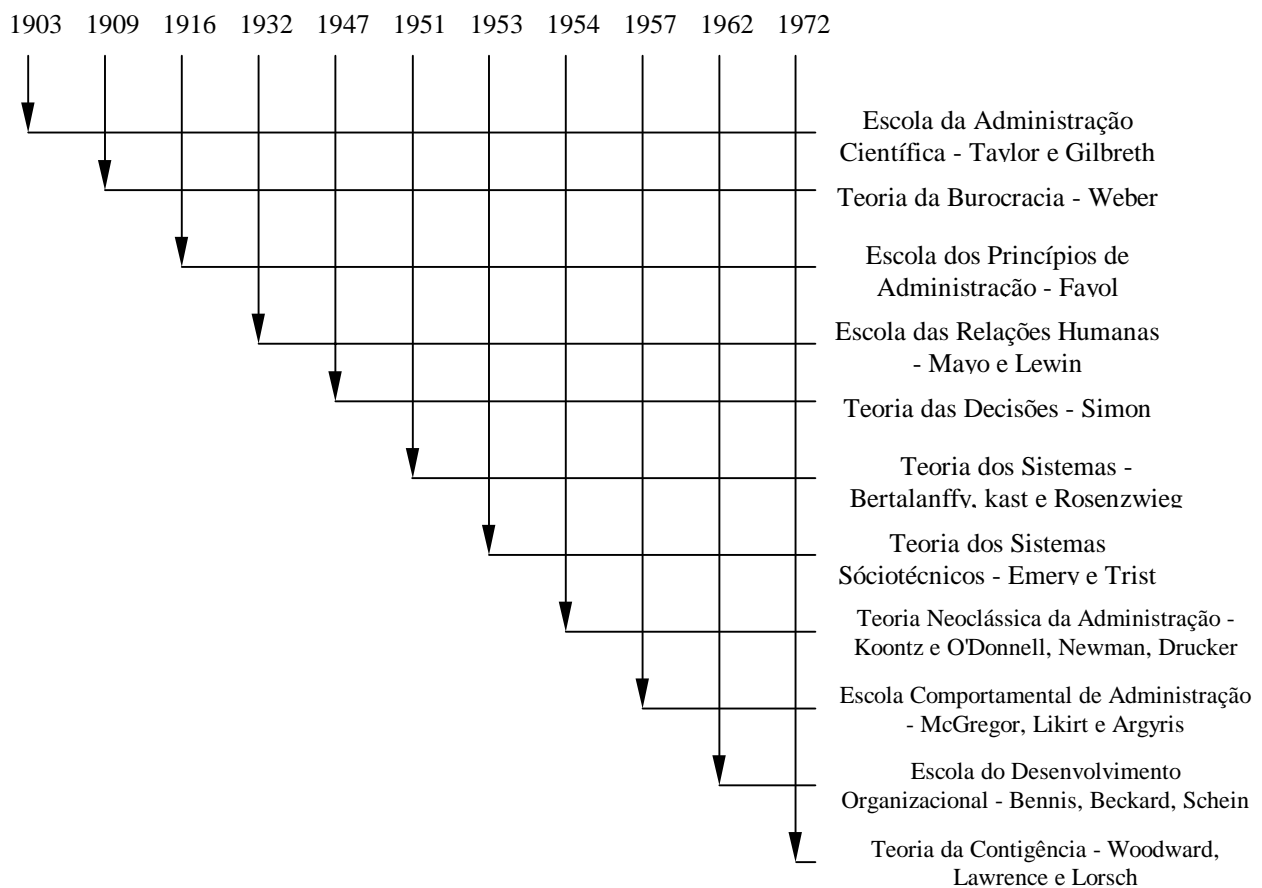 1903 1909 1916 1932 1947 1951 1953 1954 1957 1962 1972
Escola da Administração
Científica - Taylor e Gilbreth
Teoria da Burocracia - Weber
Escola dos Princípios de
Administração - Fayol
Escola das Relações Humanas
- Mayo e Lewin
Teoria das Decisões - Simon
Teoria dos Sistemas -
Bertalanffy, kast e Rosenzwieg
Teoria dos Sistemas
Sóciotécnicos - Emery e Trist
Teoria Neoclássica da Administração -
Koontz e O'Donnell, Newman, Drucker
Escola Comportamental de Administração
- McGregor, Likirt e Argyris
Escola do Desenvolvimento
Organizacional - Bennis, Beckard, Schein
Teoria da Contigência - Woodward,
Lawrence e Lorsch